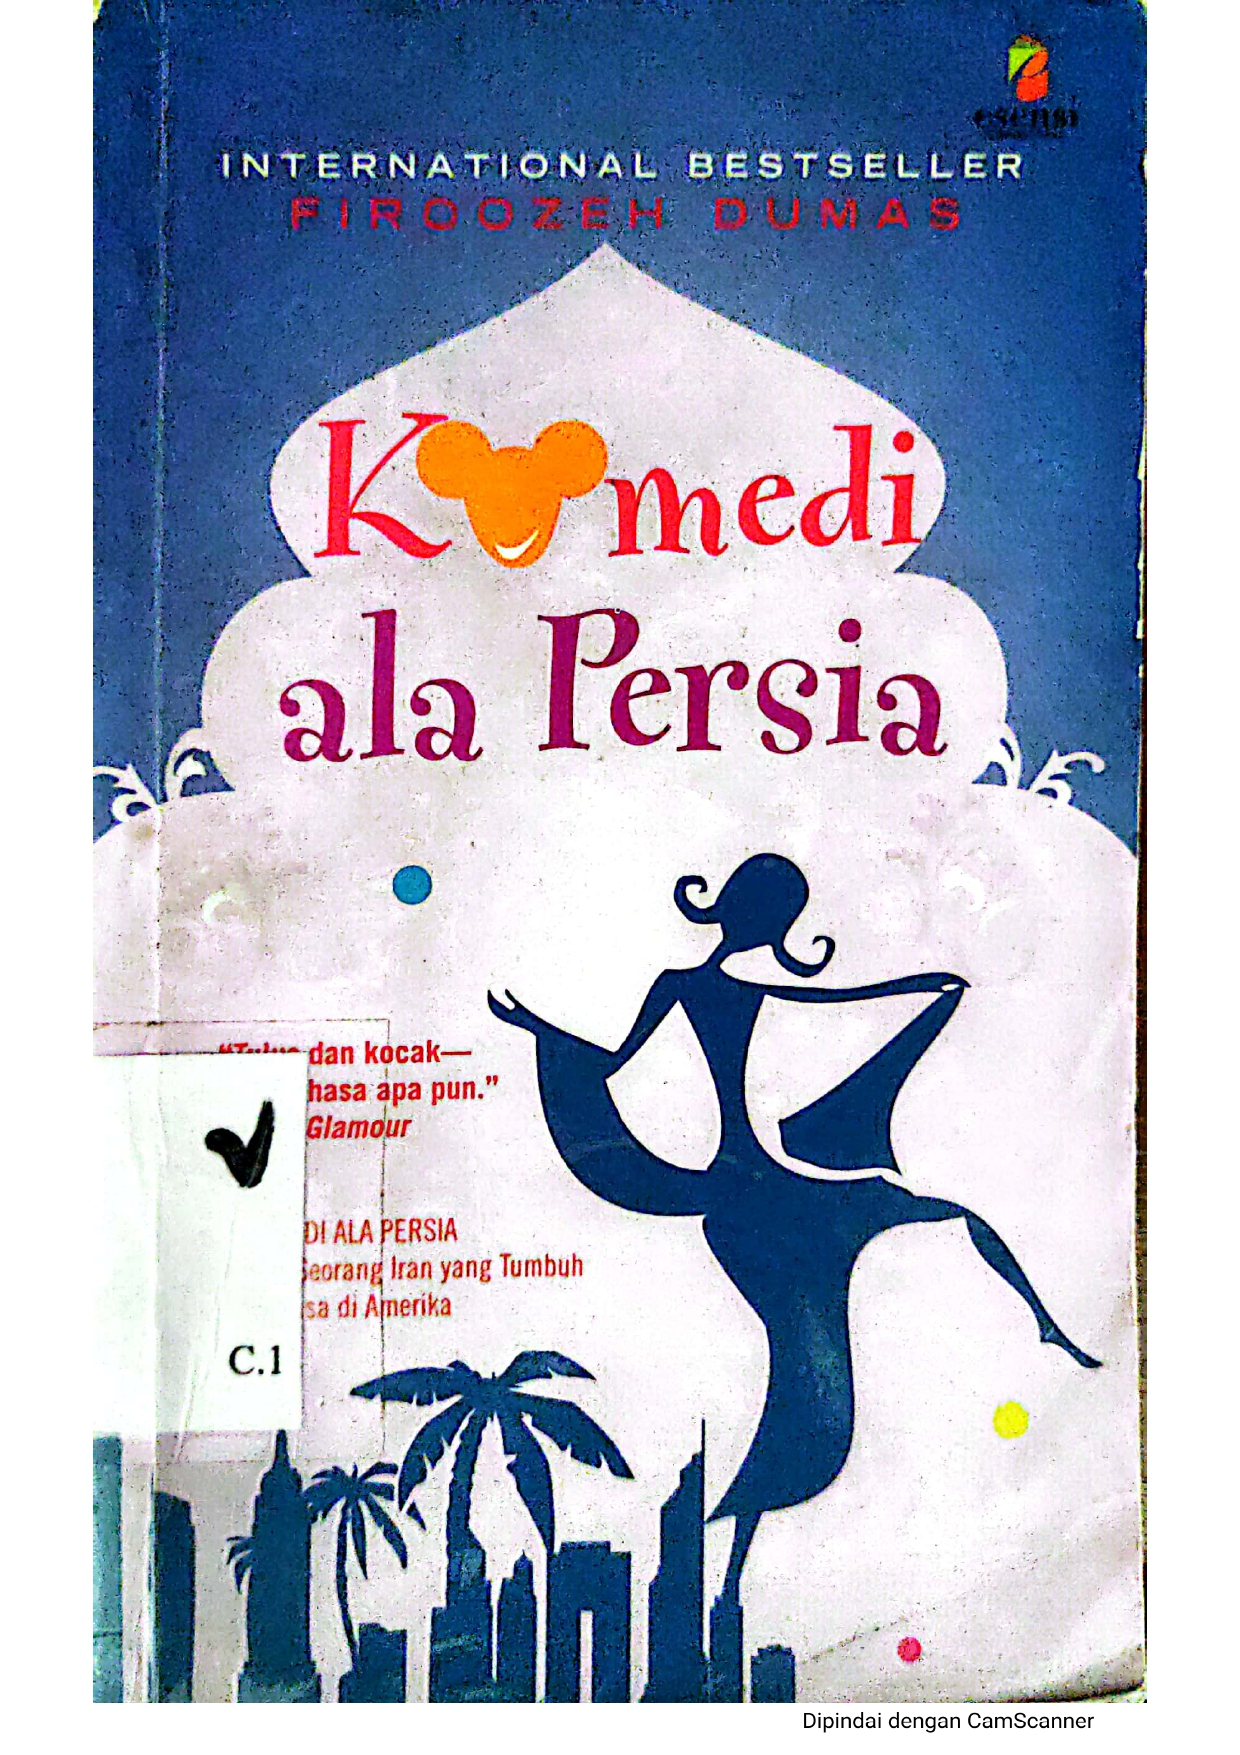 esensi
INTERNATIONAL BESTSELLER
FIROOZEH DUMAS
Komedi
ala Persia
dan kocak—
hasa apa pun.”
Glamour
DI ALA PERSIA
Seorang Iran yang Tumbuh
sa di Amerika
C.1
Dipindai dengan CamScanner